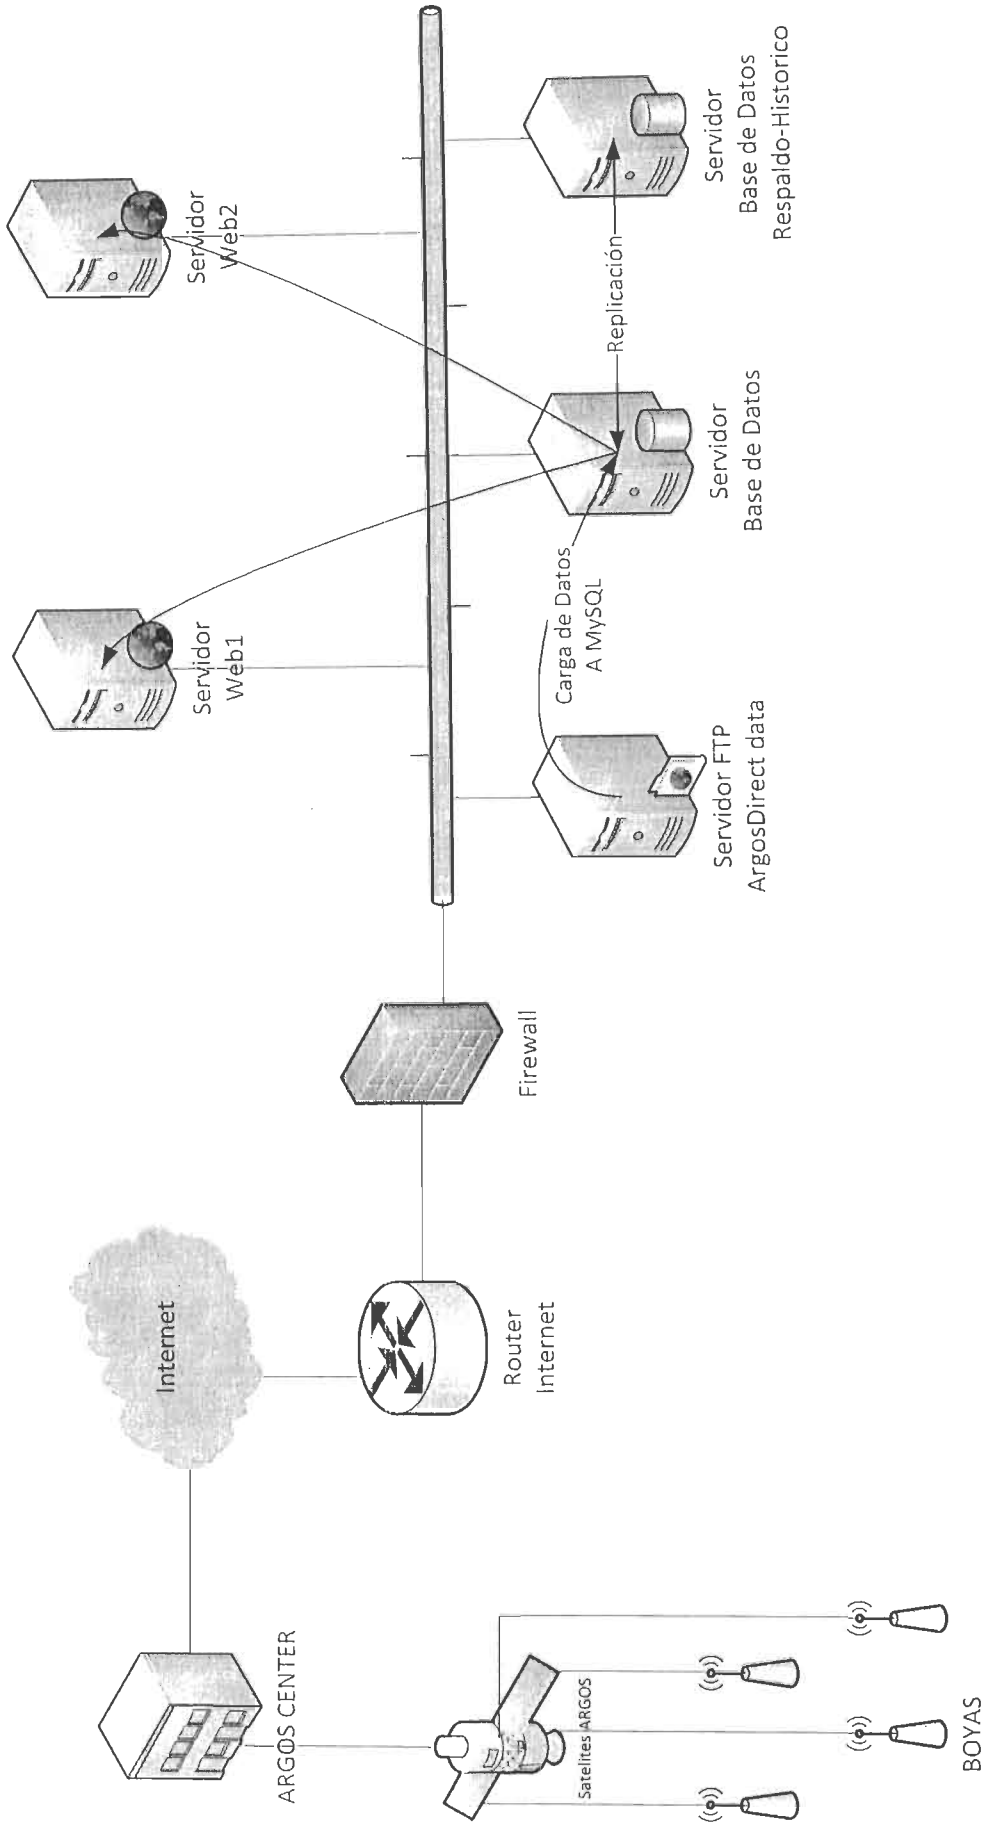 ARGOS CENTER
Internet
Satelites ARGOS
BOYAS
Router
Internet
Firewall
Servidor
Web1
Servidor
Web2
Carga de Datos
A MySQL
Replicación
Servidor FTP
ArgosDirect data
Servidor
Base de Datos
Servidor
Base de Datos
Respaldo-Historico